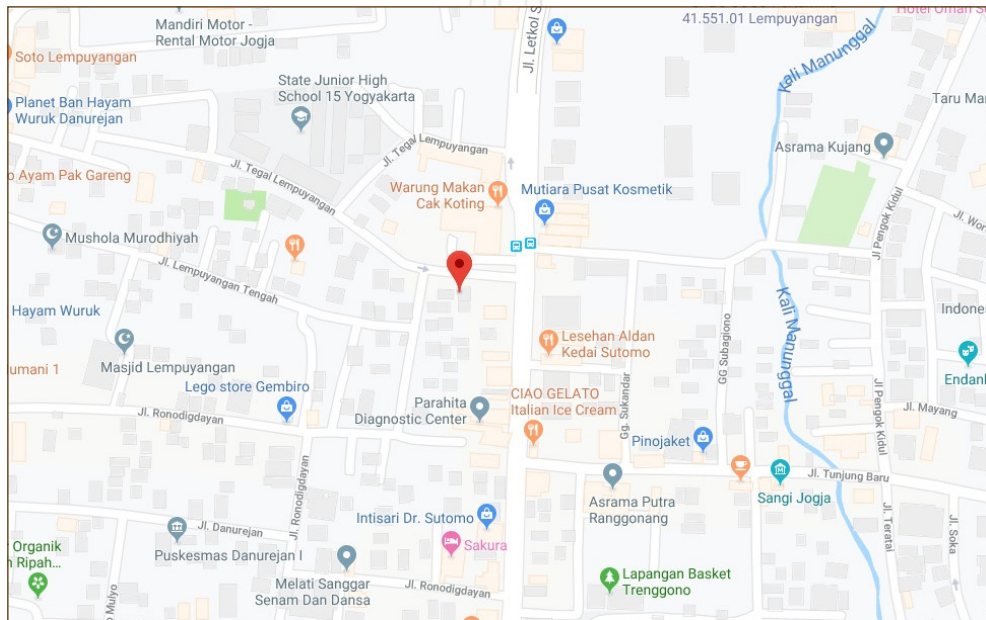 Mandiri Motor -
Rental Motor Jogja
41.551.01 Lempuyangan
Soto Lempuyangan
Jl. Letkol S
Kali Manunggal
State Junior High
School 15 Yogyakarta
Planet Ban Hayam
Wuruk Danurejan
Taru Ma
Jl. Tegal Lempuyangan
Asrama Kujang
o Ayam Pak Gareng
Jl. Tegal Lempuyangan
Warung Makan
Cak Koting
Mutiara Pusat Kosmetik
Jl Pengok Kidul
Jl. Wor
Mushola Murodhiyah
Jl. Lempuyangan Tengah
Hayam Wuruk
Kali Manunggal
Indone
GG Subagiono
Lesehan Aldan
Kedai Sutomo
Masjid Lempuyangan
umani 1
Endank
Lego store Gembiro
CIAO GELATO
Italian Ice Cream
Gg. Sukandar
Jl Pengok Kidul
Parahita
Diagnostic Center
Jl. Ronodigdayan
Jl. Mayang
Pinojaket
Jl. Ronodigdayan
Jl. Tunjung Baru
Asrama Putra
Ranggonang
Sangi Jogja
Intisari Dr. Sutomo
Jl. Danurejan
Jl. Teratai
Jl. Soka
Puskesmas Danurejan I
Sakura
Organik
n Ripah...
Melati Sanggar
Senam Dan Dansa
Jl. Ronodigdayan
Lapangan Basket
Trenggono
o Mulyo